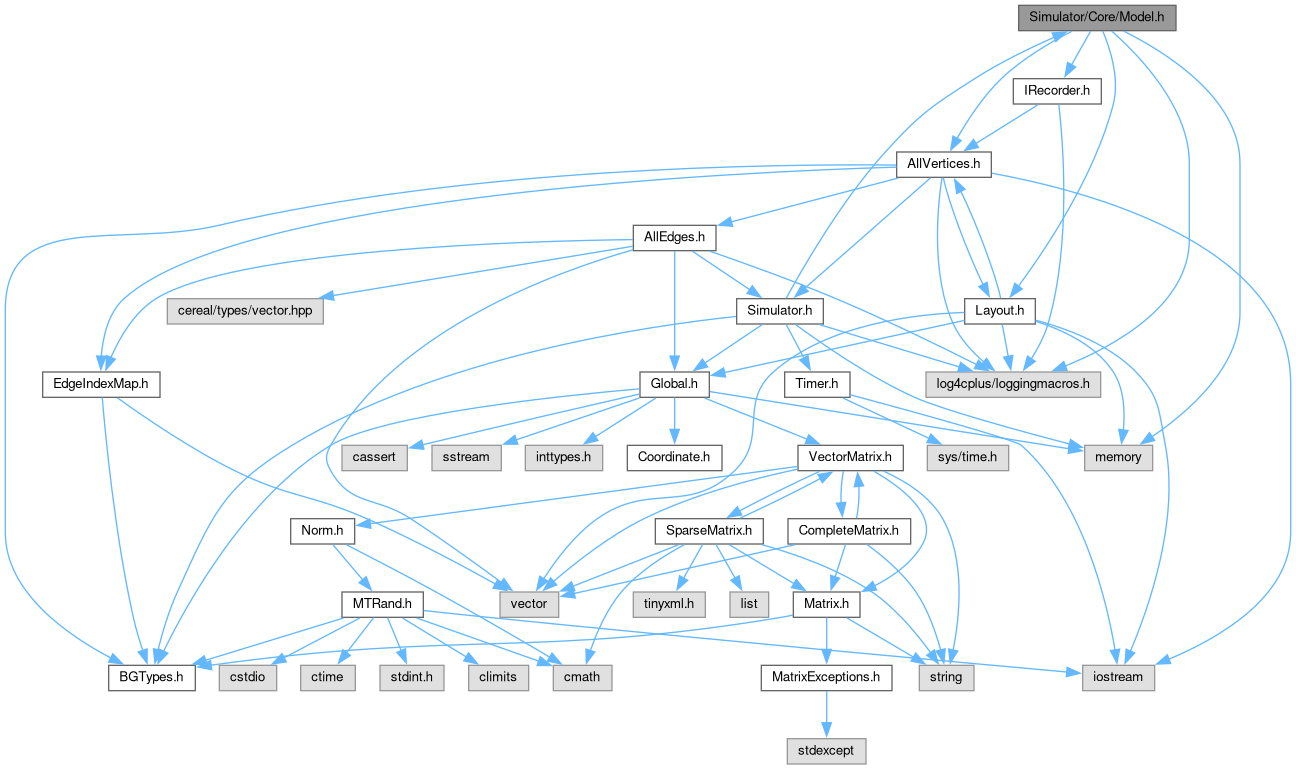 Simulator/Core/Model.h
IRecorder.h
AllVertices.h
AllEdges.h
cereal/types/vector.hpp
Simulator.h
Layout.h
EdgeIndexMap.h
Global.h
Timer.h
log4cplus/loggingmacros.h
cassert
sstream
inttypes.h
Coordinate.h
VectorMatrix.h
sys/time.h
memory
Norm.h
SparseMatrix.h
CompleteMatrix.h
MTRand.h
vector
tinyxml.h
list
Matrix.h
BGTypes.h
cstdio
ctime
stdint.h
climits
cmath
MatrixExceptions.h
string
iostream
stdexcept